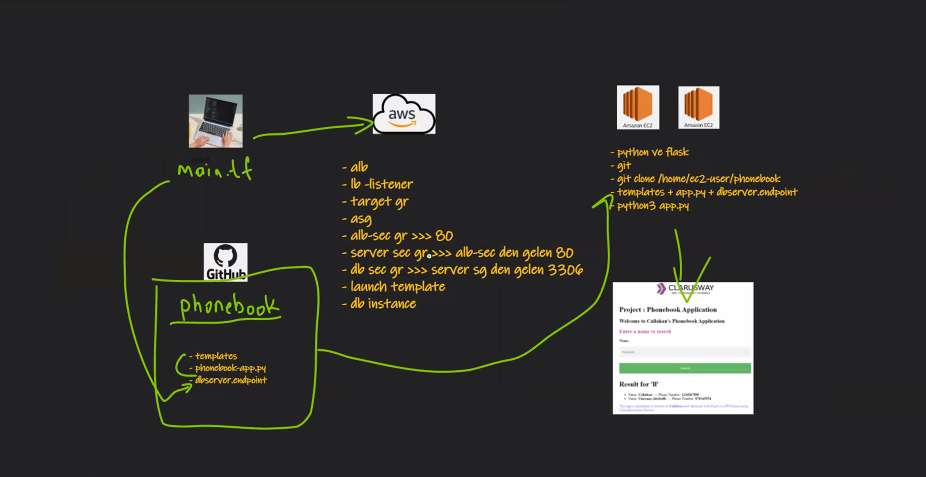 aws
Amazon EC2
Amazon EC2
main.tf
- alb
- lb -listener
- target gr
- asg
- alb-sec gr >>> 80
- server sec gr >>> alb-sec den gelen 80
- db sec gr >>> server sg den gelen 3306
- launch template
- db instance
- python ve flask
- git
- git clone /home/ec2-user/phonebook
- templates + app.py + dbserver.endpoint
- python3 app.py
GitHub
phonebook
- templates
- phonebook-app.py
- dbserver.endpoint
CLARUSWAY
Project : Phonebook Application
Welcome to Callahan's Phonebook Application
Enter a name to search
Name:
Result for 'll'